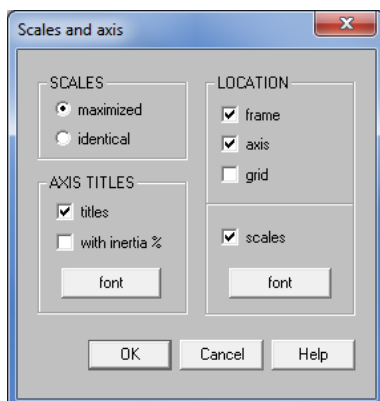 Scales and axis
SCALES
maximized
identical
AXIS TITLES
titles
with inertia %
font
LOCATION
frame
axis
grid
scales
font
OK
Cancel
Help